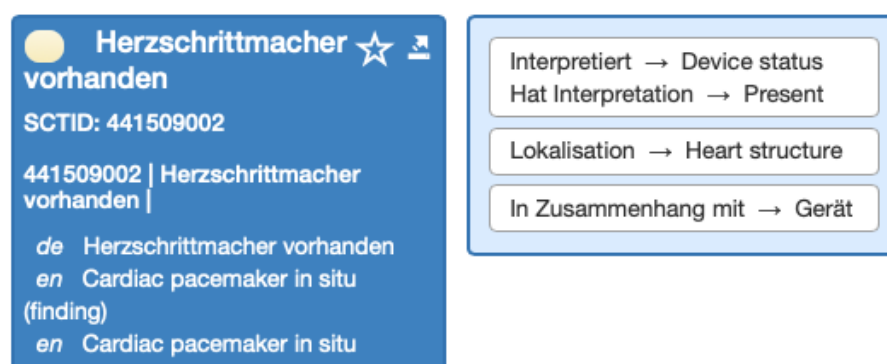 Herzschrittmacher
vorhanden
SCTID: 441509002
441509002 | Herzschrittmacher
vorhanden |
de Herzschrittmacher vorhanden
en Cardiac pacemaker in situ
(finding)
en Cardiac pacemaker in situ
Interpretiert → Device status
Hat Interpretation → Present
Lokalisation → Heart structure
In Zusammenhang mit → Gerät